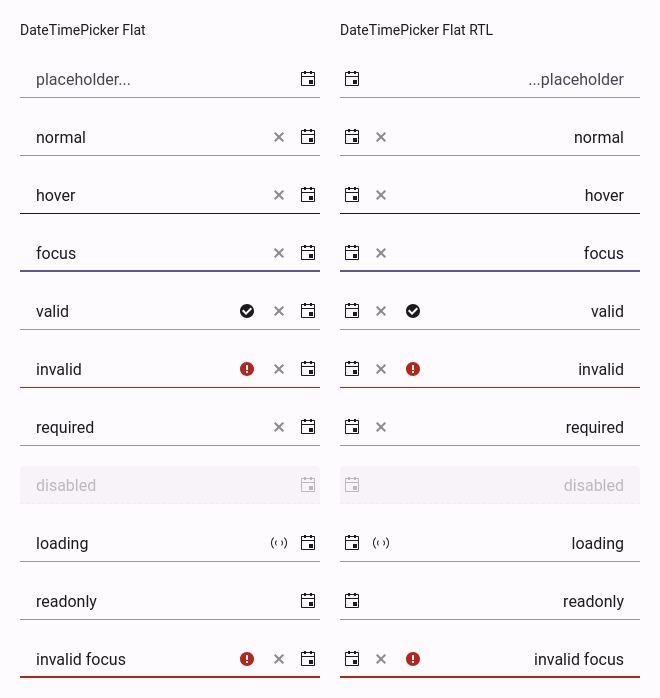 DateTimePicker Flat
placeholder...
normal
hover
focus
valid
invalid
required
disabled
loading
readonly
invalid focus
DateTimePicker Flat RTL
...placeholder
normal
hover
focus
valid
invalid
required
disabled
loading
readonly
invalid focus